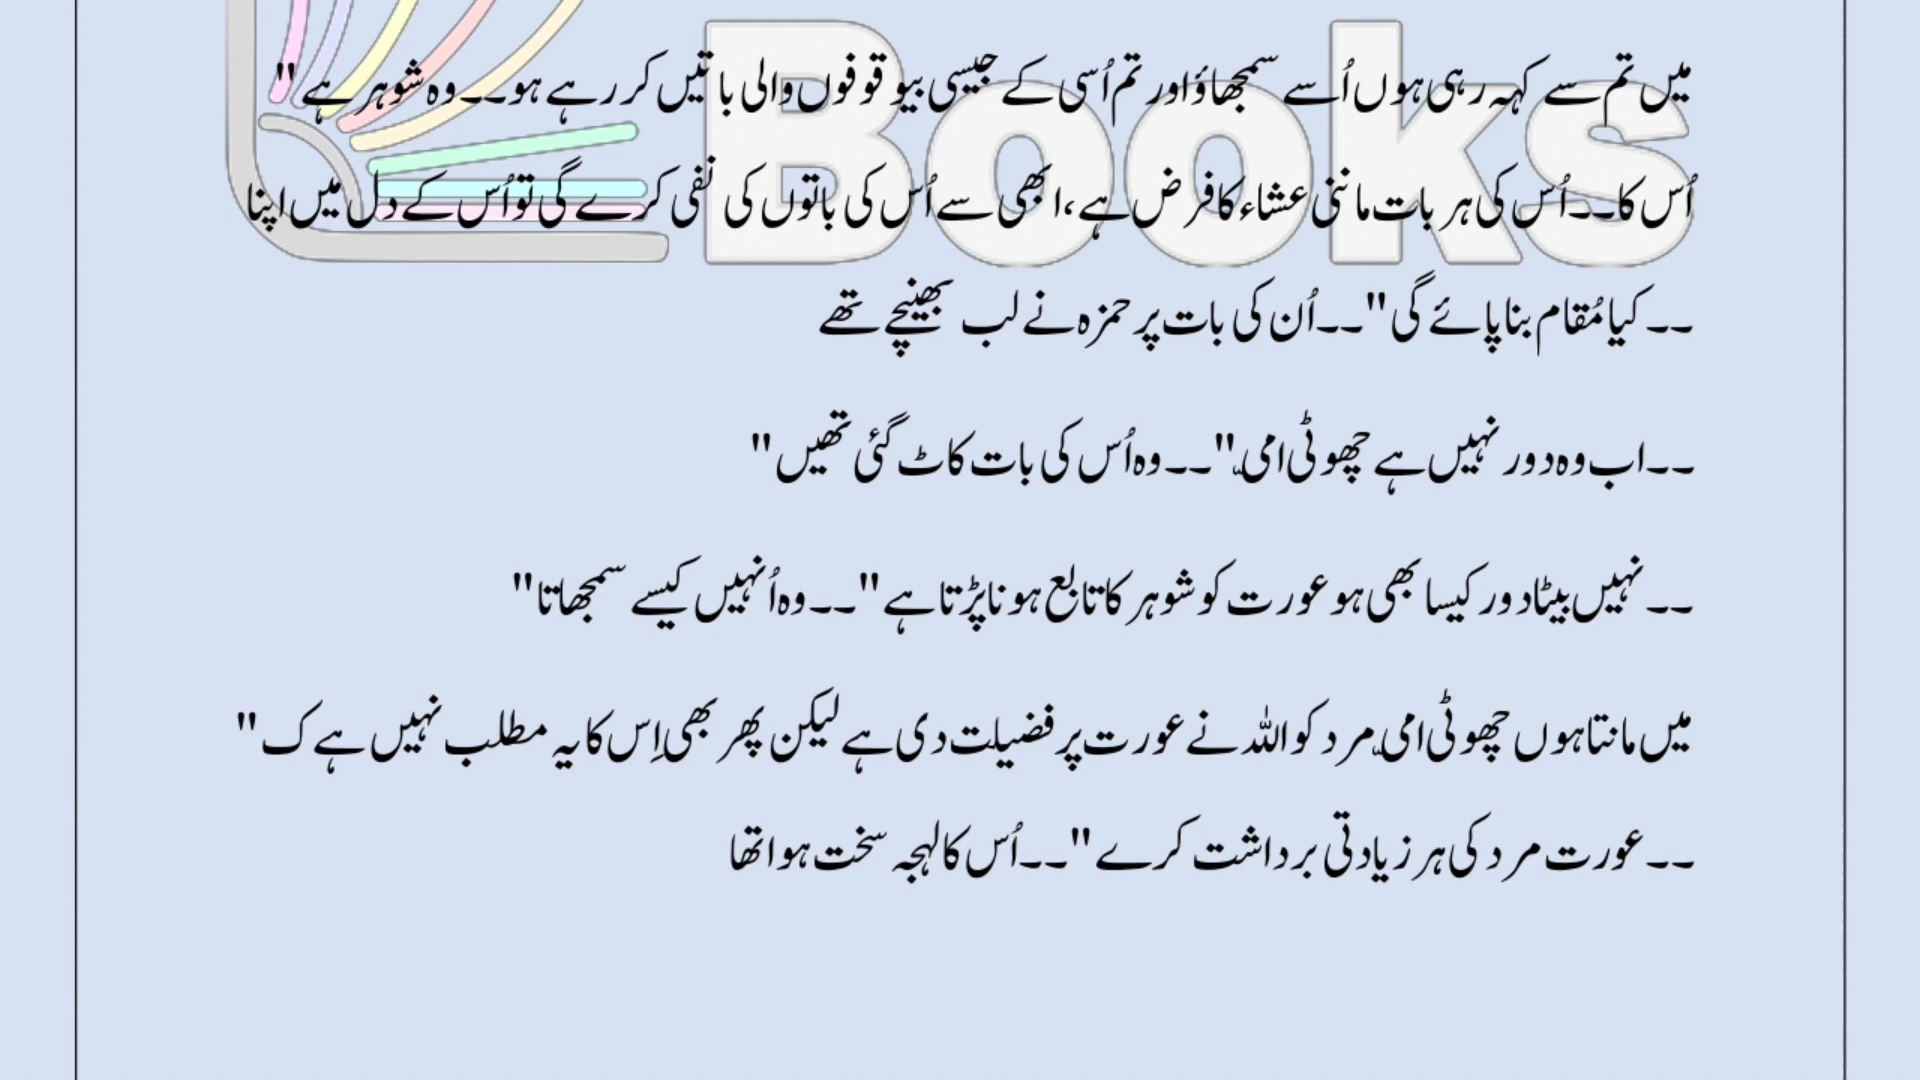 Books
میں تم سے کہہ رہی ہوں اُسے سمجھاؤ اور تم اُسی کے جیسی بیوقوفوں والی باتیں کر رہے ہو۔۔۔وہ شوہر ہے "
اُس کا۔۔۔اُس کی ہر بات ماننی عشاء کا فرض ہے، ابھی سے اُس کی باتوں کی نفی کرے گی تو اُس کے دل میں اپنا
۔۔کیا مُقام بنا پائے گی "۔۔۔اُن کی بات پر حمزہ نے لب بھینچے تھے
۔۔اب وہ دور نہیں ہے چھوٹی امی"۔۔۔وہ اُس کی بات کاٹ گئی تھیں"
۔۔نہیں بیٹا دور کیسا بھی ہو عورت کو شوہر کا تابع ہونا پڑتا ہے "۔۔۔وہ اُنہیں کیسے سمجھاتا"
میں مانتا ہوں چھوٹی امی مرد کو اللہ نے عورت پر فضیلت دی ہے لیکن پھر بھی اِس کا یہ مطلب نہیں ہے ک"
۔۔عورت مرد کی ہر زیادتی برداشت کرے "۔۔۔اُس کا لہجہ سخت ہوا تھا